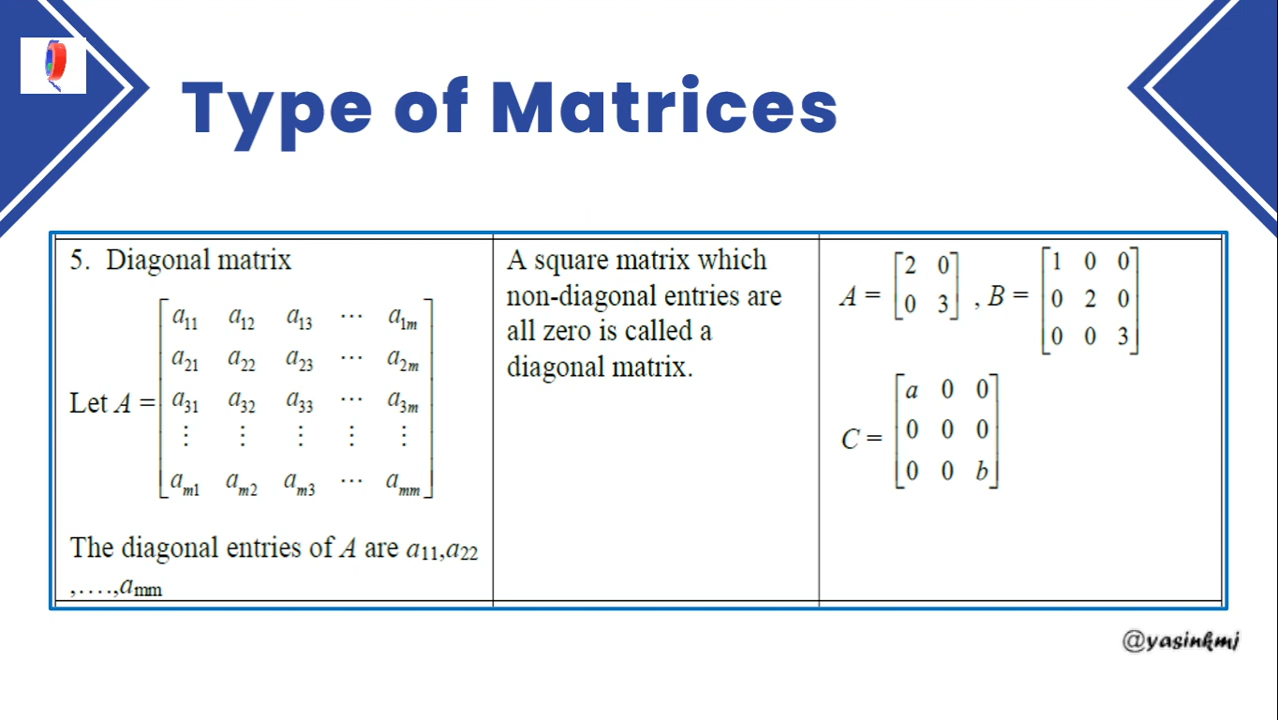 Type of Matrices
5. Diagonal matrix
Let A =
a11 a12 a13 ⋯ a1m
a21 a22 a23 ⋯ a2m
a31 a32 a33 ⋯ a3m
⋮ ⋮ ⋮ ⋮ ⋮
am1 am2 am3 ⋯ amm
The diagonal entries of A are a11,a22
,….,amm
A square matrix which
non-diagonal entries are
all zero is called a
diagonal matrix.
A =
2 0
0 3
, B =
1 0 0
0 2 0
0 0 3
C =
a 0 0
0 0 0
0 0 b
@yasinkmj